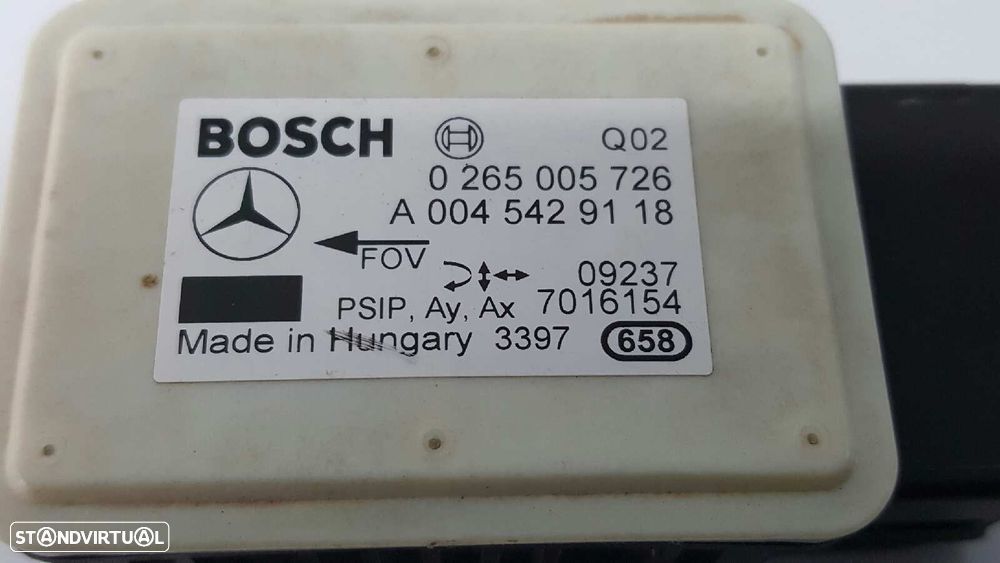 BOSCH
Q02
0 265 005 726
A 004 542 91 18
FOV
09237
PSIP, Ay, Ax 7016154
Made in Hungary 3397 658
STANDVIRTUAL